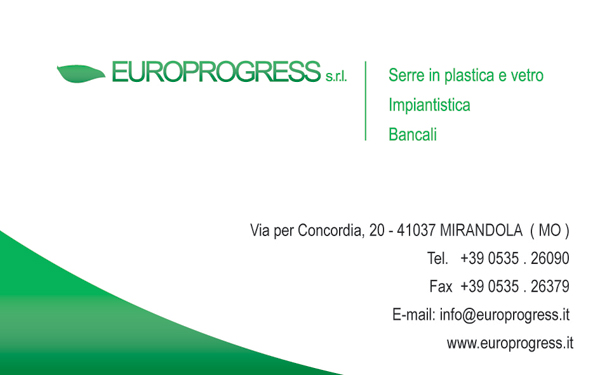 EUROPROGRESS s.r.l.
Serre in plastica e vetro
Impiantistica
Bancali
Via per Concordia, 20 - 41037 MIRANDOLA ( MO )
Tel. +39 0535 . 26090
Fax +39 0535 . 26379
E-mail: info@europrogress.it
www.europrogress.it